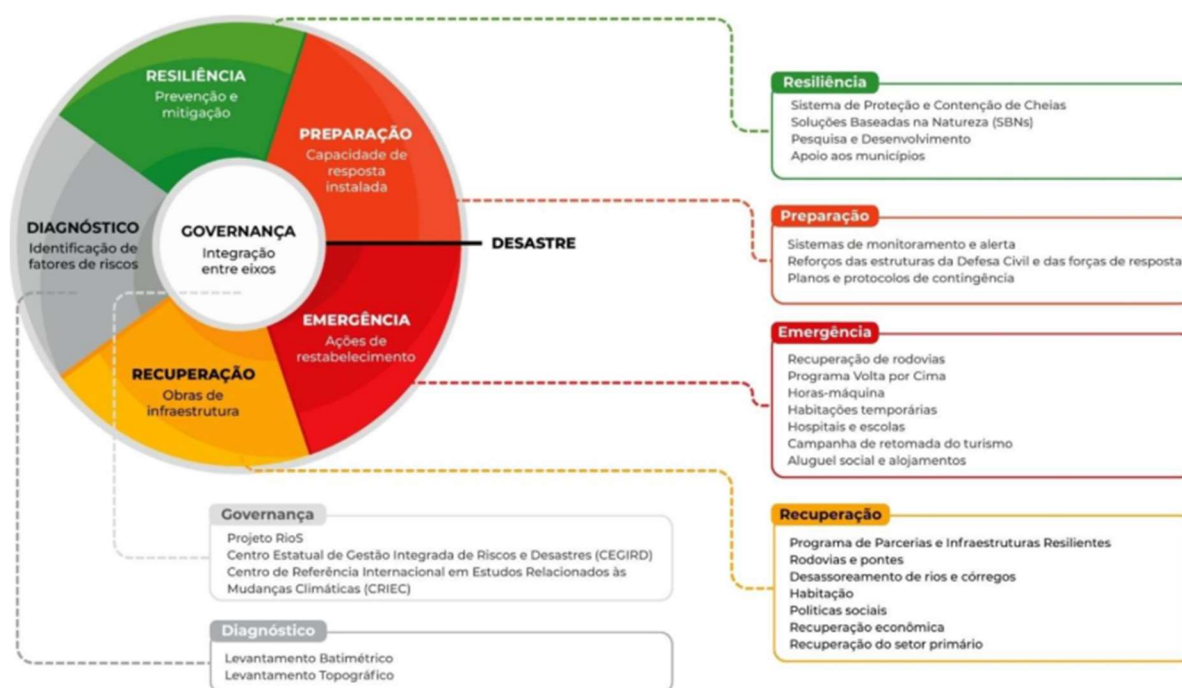 RESILIÊNCIA
Prevenção e
mitigação
PREPARAÇÃO
Capacidade de
resposta
instalada
DIAGNÓSTICO
Identificação de
fatores de riscos
GOVERNANÇA
Integração
entre eixos
DESASTRE
EMERGÊNCIA
Ações de
restabelecimento
RECUPERAÇÃO
Obras de
infraestrutura
Resiliência
Sistema de Proteção e Contenção de Cheias
Soluções Baseadas na Natureza (SBNs)
Pesquisa e Desenvolvimento
Apoio aos municípios
Preparação
Sistemas de monitoramento e alerta
Reforços das estruturas da Defesa Civil e das forças de resposta
Planos e protocolos de contingência
Emergência
Recuperação de rodovias
Programa Volta por Cima
Horas-máquina
Habitações temporárias
Hospitais e escolas
Campanha de retomada do turismo
Aluguel social e alojamentos
Recuperação
Programa de Parcerias e Infraestruturas Resilientes
Rodovias e pontes
Desassoreamento de rios e córregos
Habitação
Políticas sociais
Recuperação econômica
Recuperação do setor primário
Governança
Projeto RioS
Centro Estatual de Gestão Integrada de Riscos e Desastres (CEGIRD)
Centro de Referência Internacional em Estudos Relacionados às
Mudanças Climáticas (CRIEC)
Diagnóstico
Levantamento Batimétrico
Levantamento Topográfico